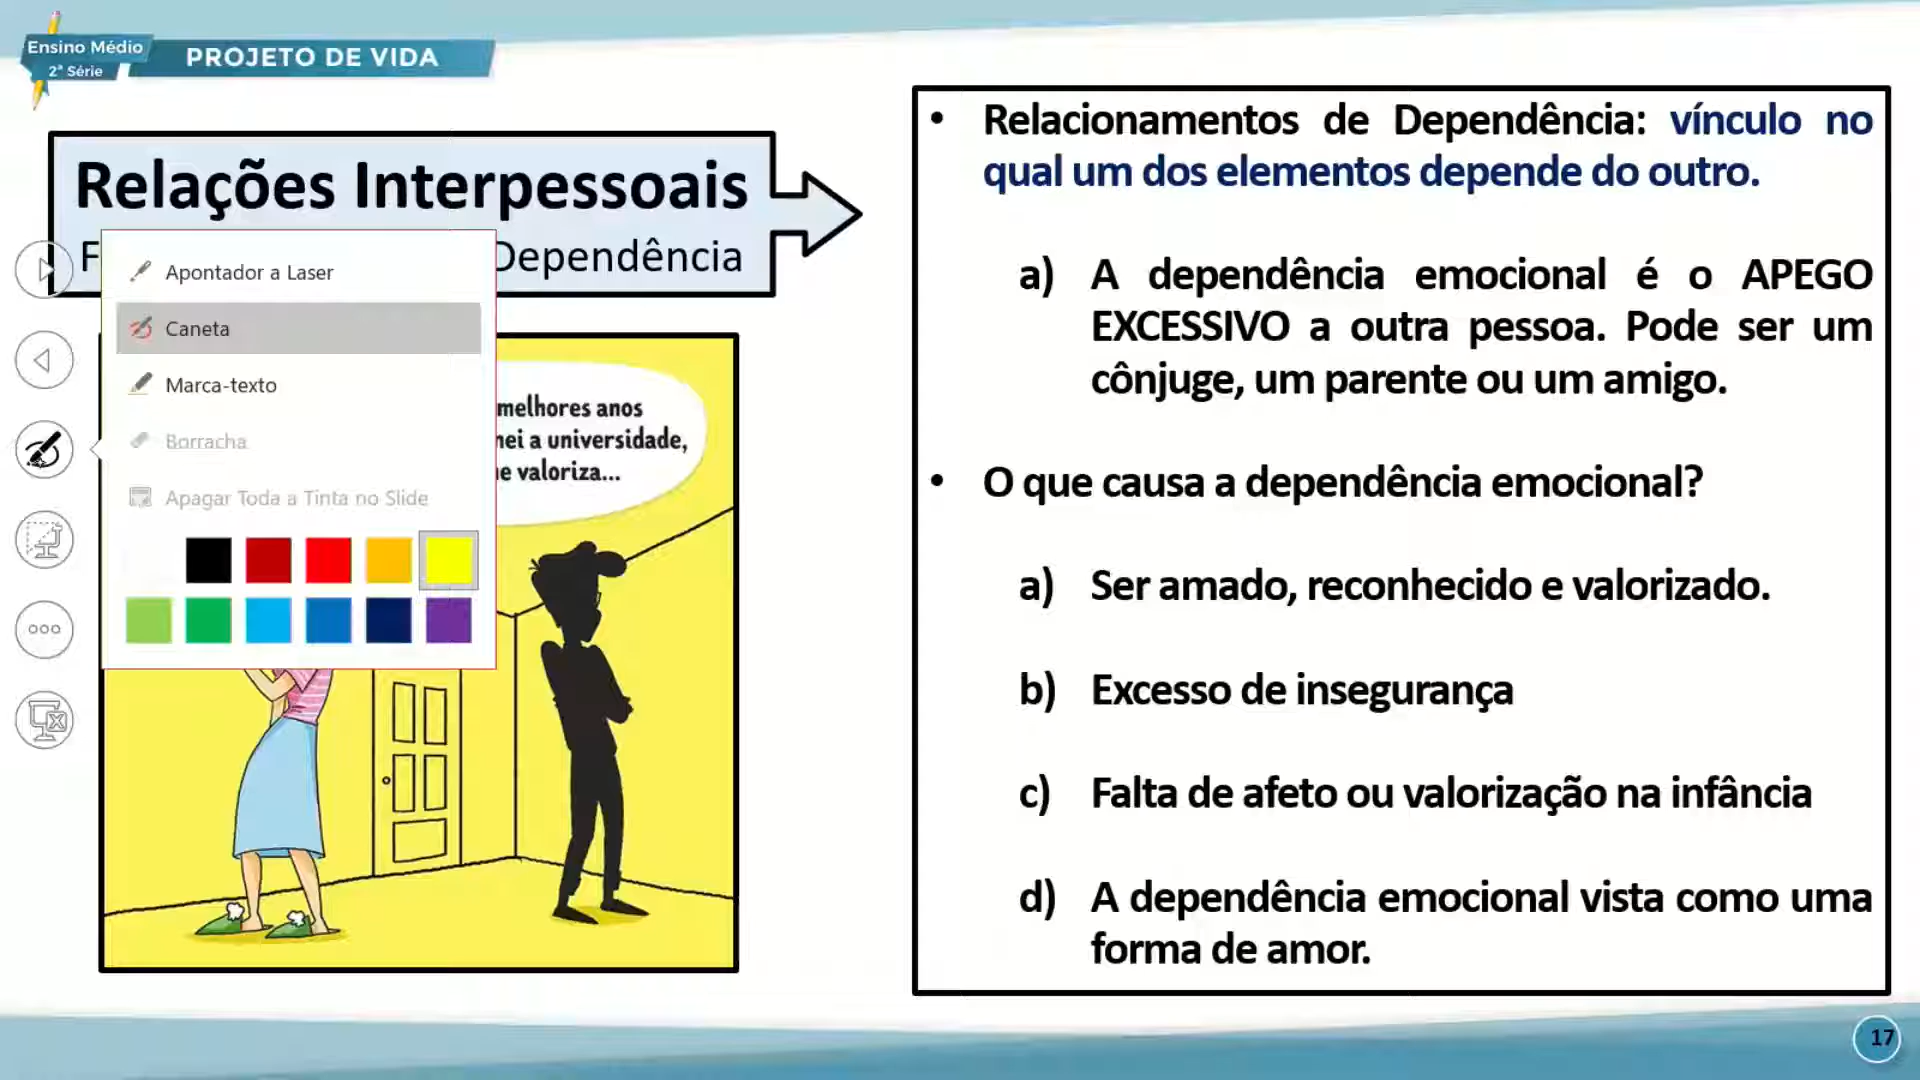 Ensino Médio
2ª Série
PROJETO DE VIDA
Relações Interpessoais
Dependência
Apontador a Laser
Caneta
Marca-texto
Borracha
Apagar Toda a Tinta no Slide
melhores anos
a universidade,
valoriza...
• Relacionamentos de Dependência: vínculo no
qual um dos elementos depende do outro.
a) A dependência emocional é o APEGO
EXCESSIVO a outra pessoa. Pode ser um
cônjuge, um parente ou um amigo.
• O que causa a dependência emocional?
a) Ser amado, reconhecido e valorizado.
b) Excesso de insegurança
c) Falta de afeto ou valorização na infância
d) A dependência emocional vista como uma
forma de amor.
17